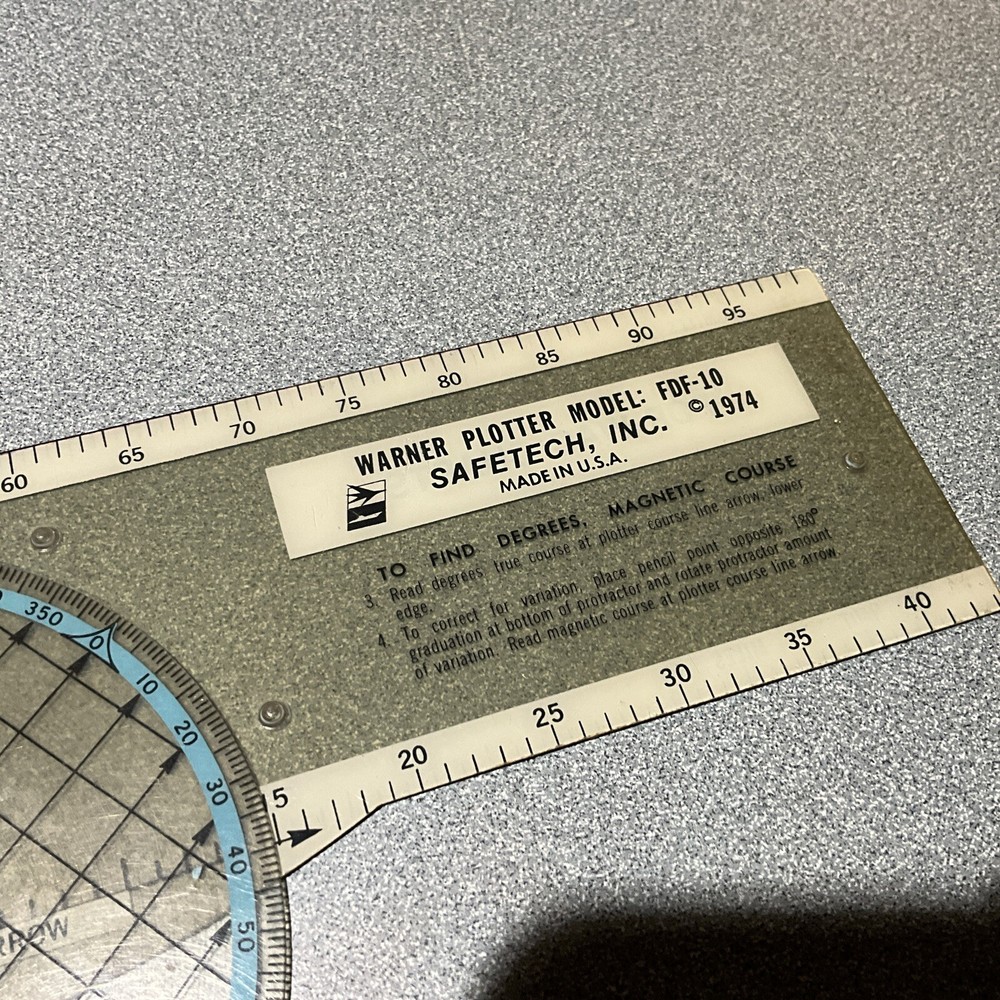 60 65 70 75 80 85 90 95
WARNER PLOTTER MODEL: FDF-10
SAFETECH, INC. © 1974
MADE IN U.S.A.
TO FIND DEGREES, MAGNETIC COURSE
3. Read degrees true course at plotter course line arrow, lower
edge.
4. To correct for variation, place pencil point opposite 180°
graduation at bottom of protractor and rotate protractor amount
of variation. Read magnetic course at plotter course line arrow
5 20 25 30 35 40
350 0 10 20 30 40 50